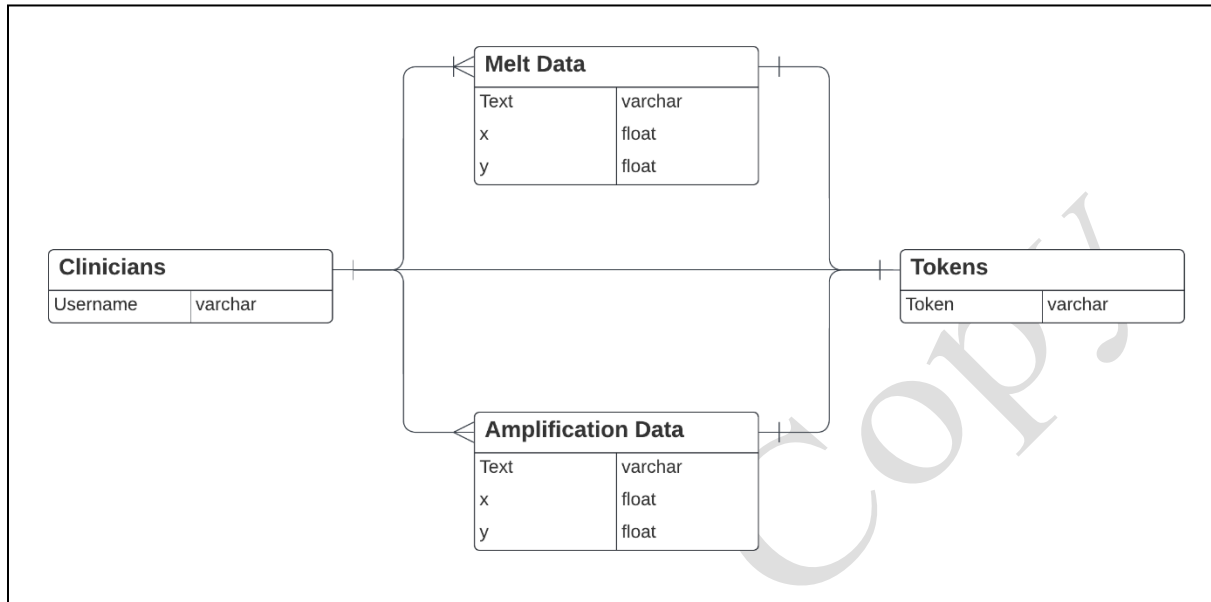 Melt Data
Text varchar
x float
y float
Clinicians
Username varchar
Tokens
Token varchar
Amplification Data
Text varchar
x float
y float
Copy